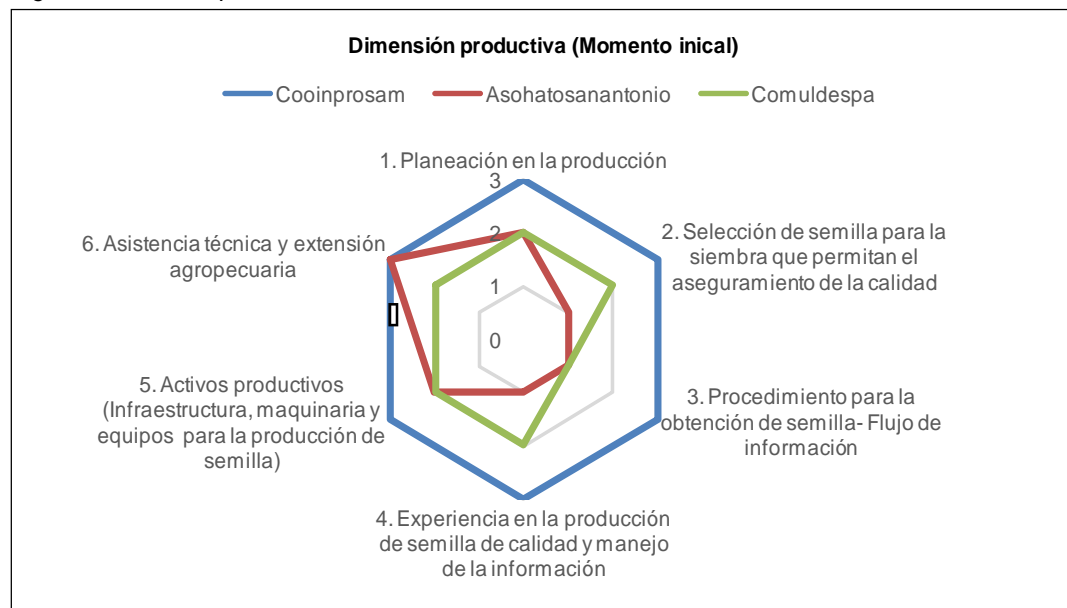 Dimensión productiva (Momento inical)
Cooinprosam Asohatosanantonio Comuldespa
1. Planeación en la producción
3
2
1
0
2. Selección de semilla para la
siembra que permitan el
aseguramiento de la calidad
3. Procedimiento para la
obtención de semilla- Flujo de
información
4. Experiencia en la producción
de semilla de calidad y manejo
de la información
5. Activos productivos
(Infraestructura, maquinaria y
equipos para la producción de
semilla)
6. Asistencia técnica y extensión
agropecuaria